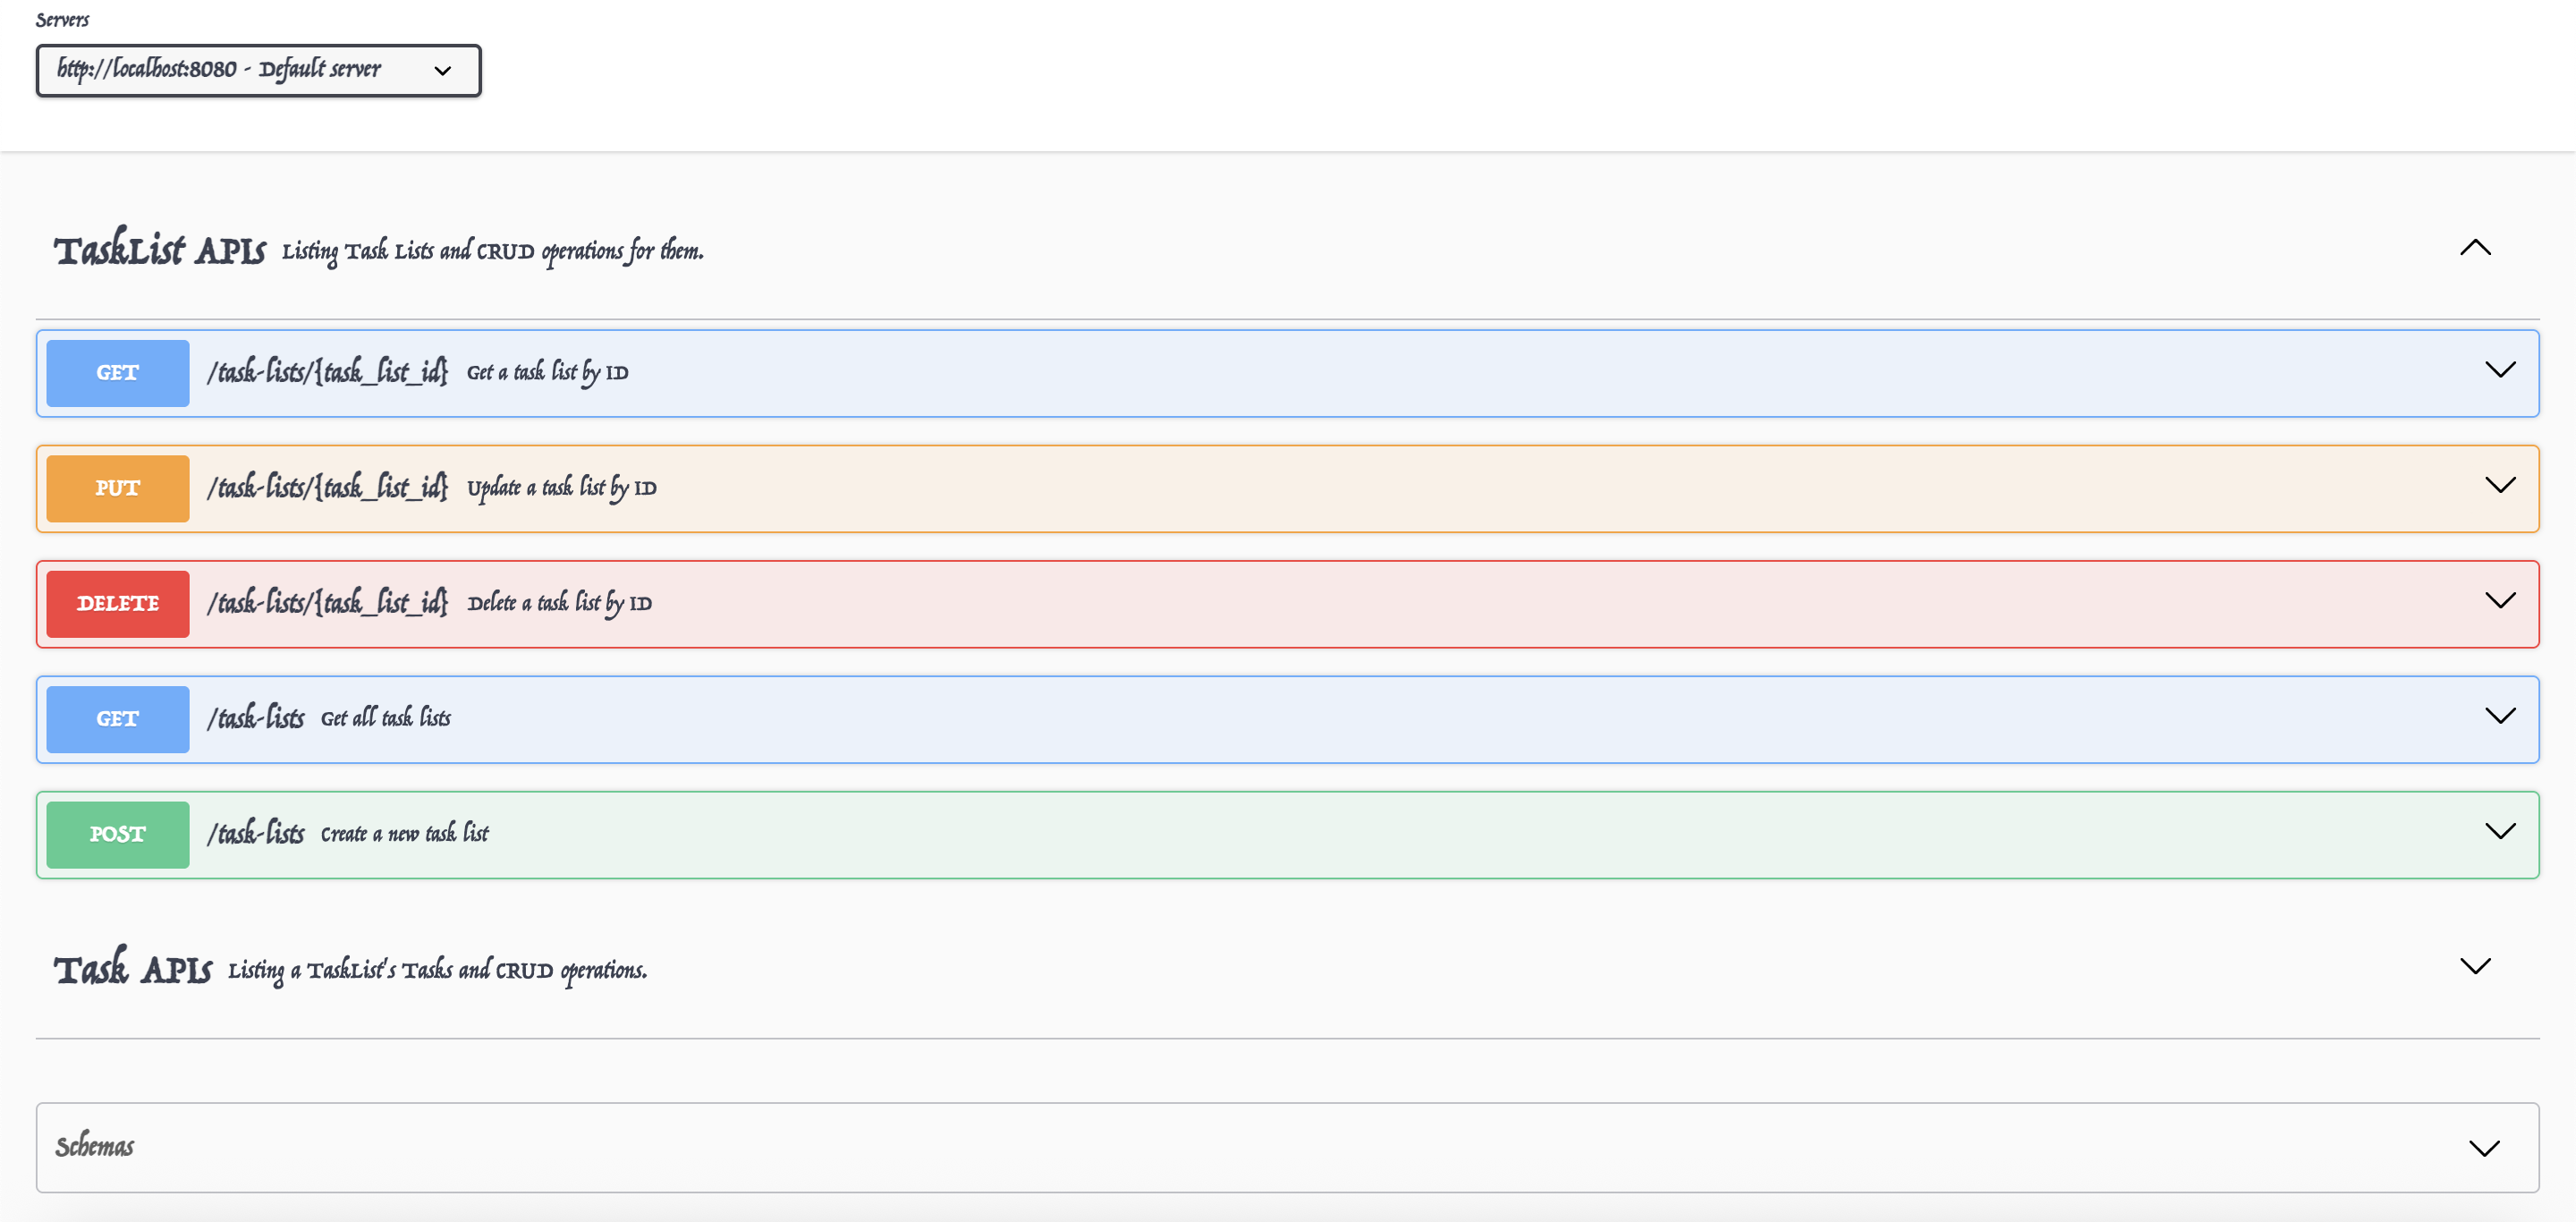 Servers
http://localhost:8080 - Default server
TaskList APIs Listing Task Lists and CRUD operations for them.
GET /task-lists/{task_list_id} Get a task list by ID
PUT /task-lists/{task_list_id} Update a task list by ID
DELETE /task-lists/{task_list_id} Delete a task list by ID
GET /task-lists Get all task lists
POST /task-lists Create a new task list
Task APIs Listing a TaskList's Tasks and CRUD operations.
Schemas